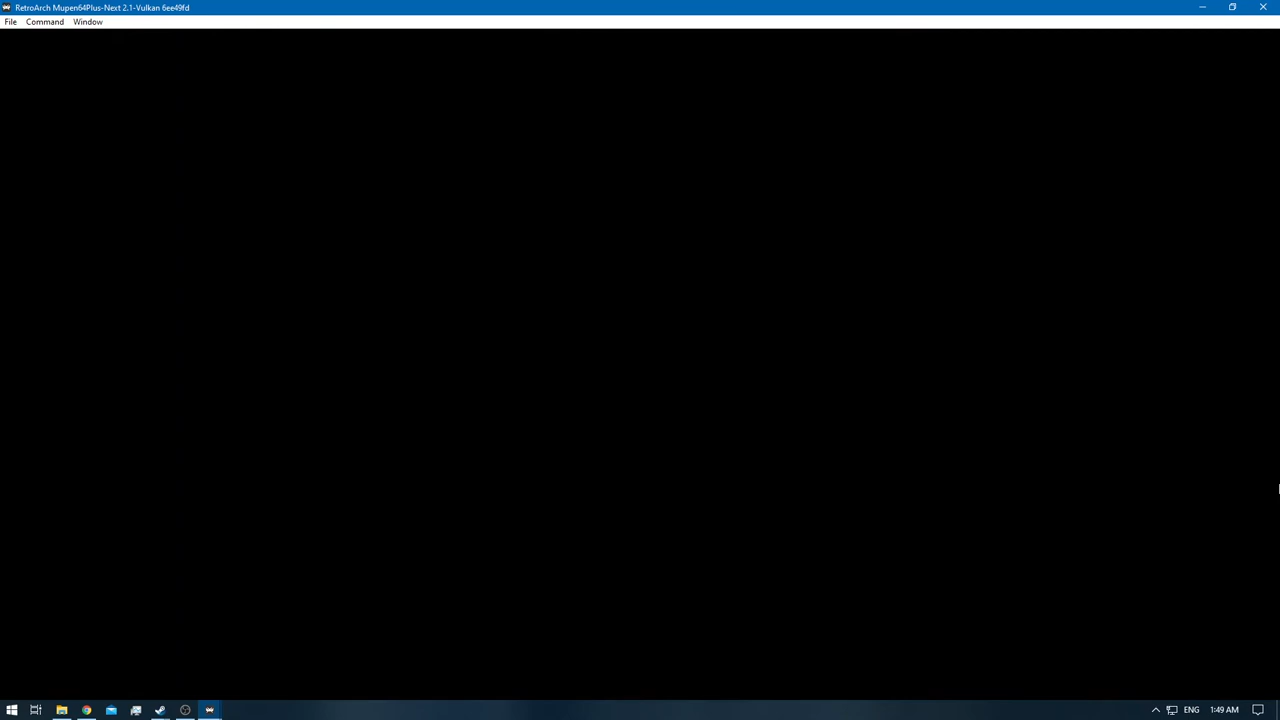 RetroArch Mupen64Plus-Next 2.1-Vulkan 6ee49fd
File Command Window
ENG 1:49 AM